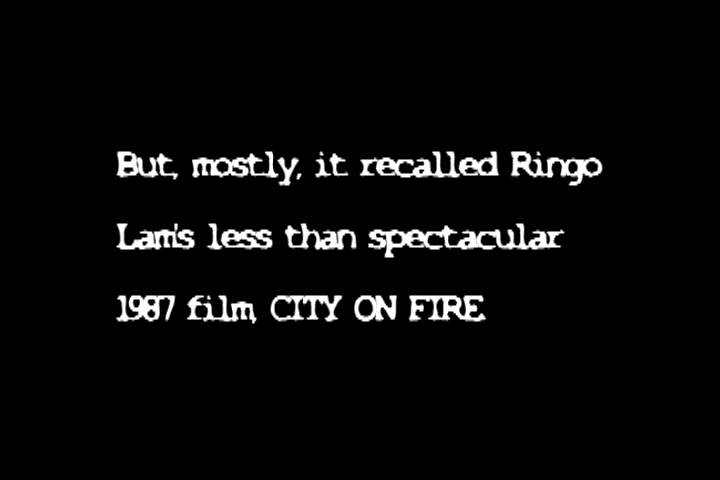 But, mostly, it recalled Ringo
Lam's less than spectacular
1987 film, CITY ON FIRE.